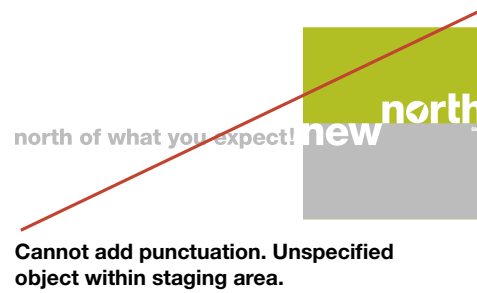 north of what you expect!
new north
Cannot add punctuation. Unspecified
object within staging area.